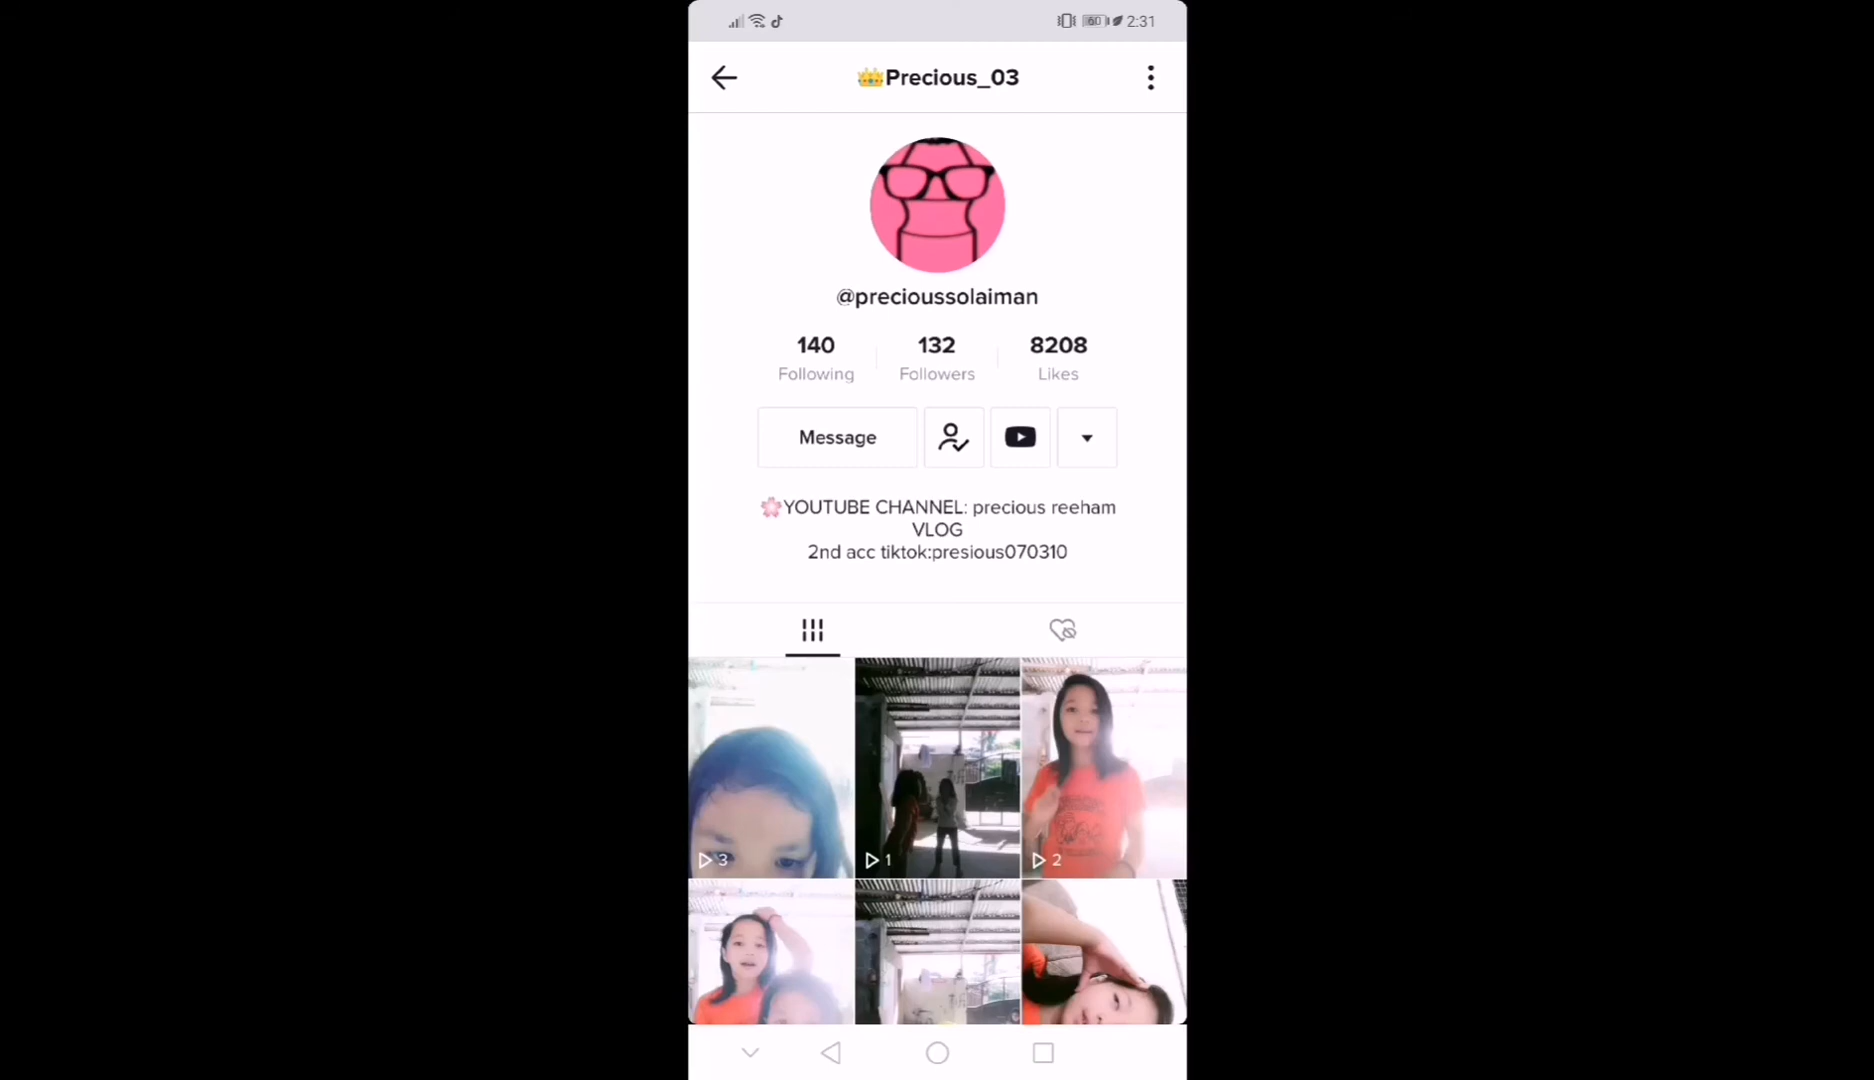 60 2:31
👑Precious_03
@precioussolaiman
140 132 8208
Following Followers Likes
Message
🌸YOUTUBE CHANNEL: precious reeham
VLOG
2nd acc tiktok:presious070310
3 1 2